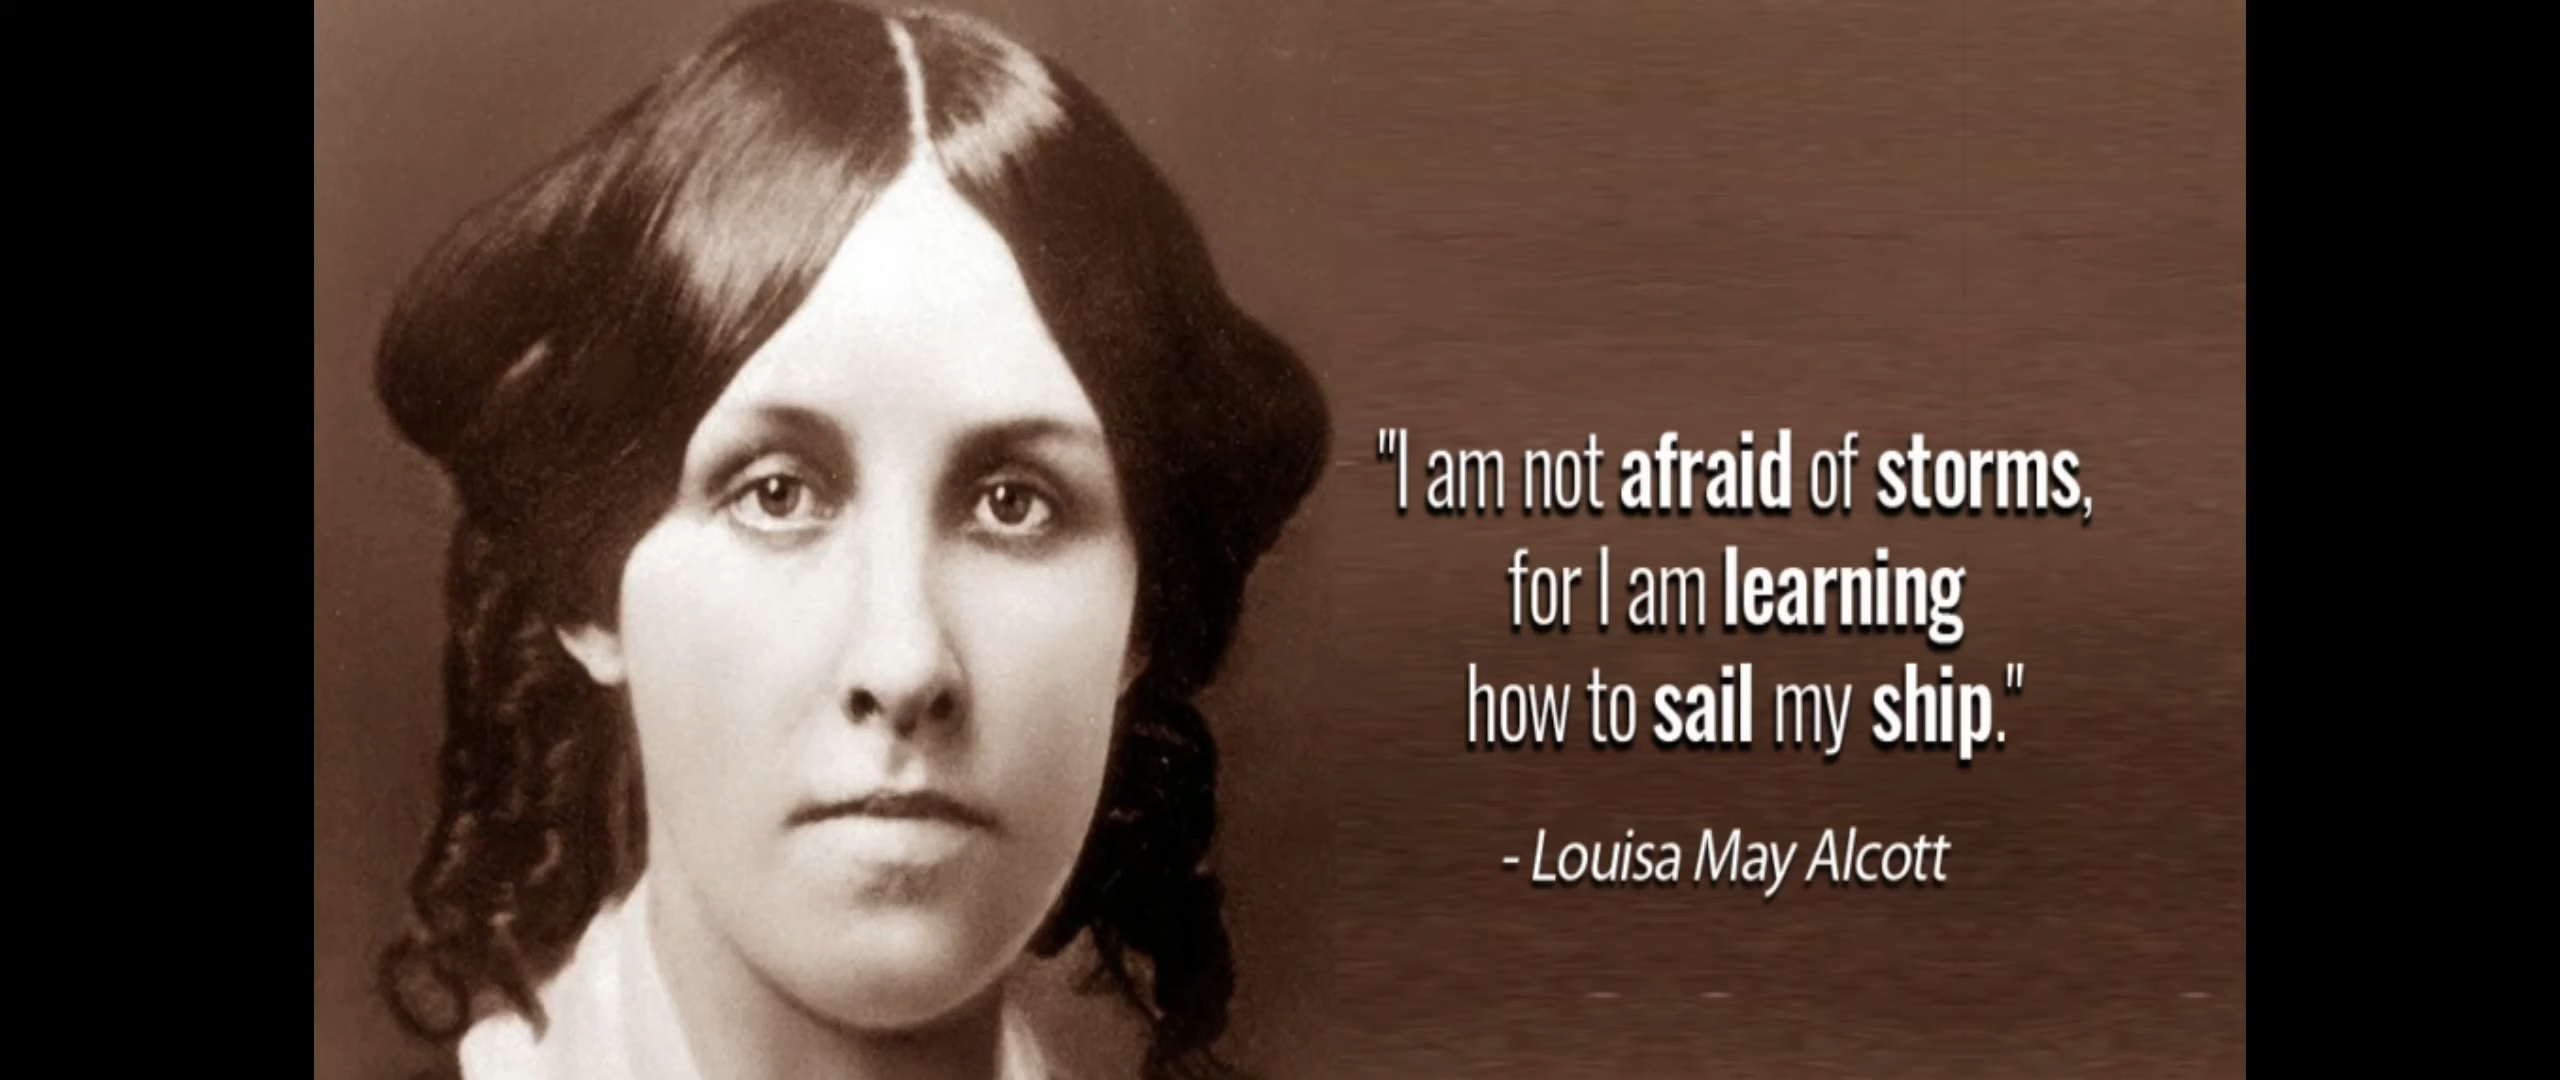 "I am not afraid of storms,
for I am learning
how to sail my ship."
- Louisa May Alcott